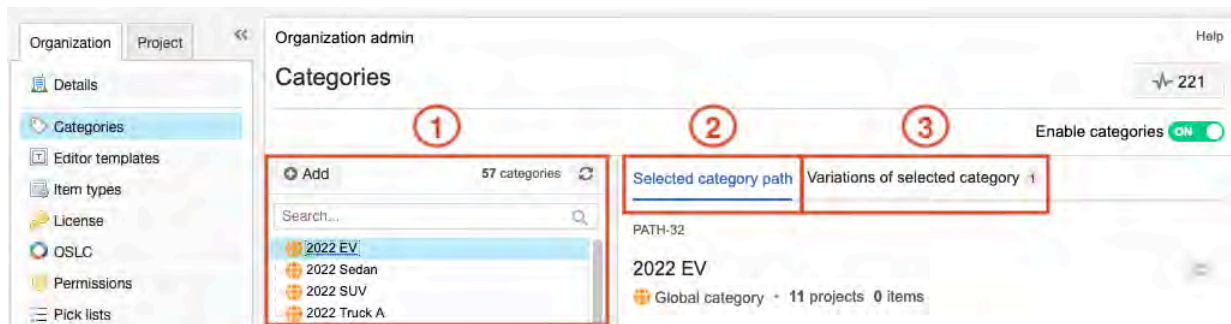 Organization
Project
Organization admin
Help
Details
Categories
221
Categories
1
2
3
Enable categories ON
Editor templates
Add
57 categories
Selected category path
Variations of selected category 1
Item types
Search...
License
PATH-32
OSLC
2022 EV
2022 EV
2022 Sedan
Permissions
2022 SUV
Global category • 11 projects 0 items
Pick lists
2022 Truck A